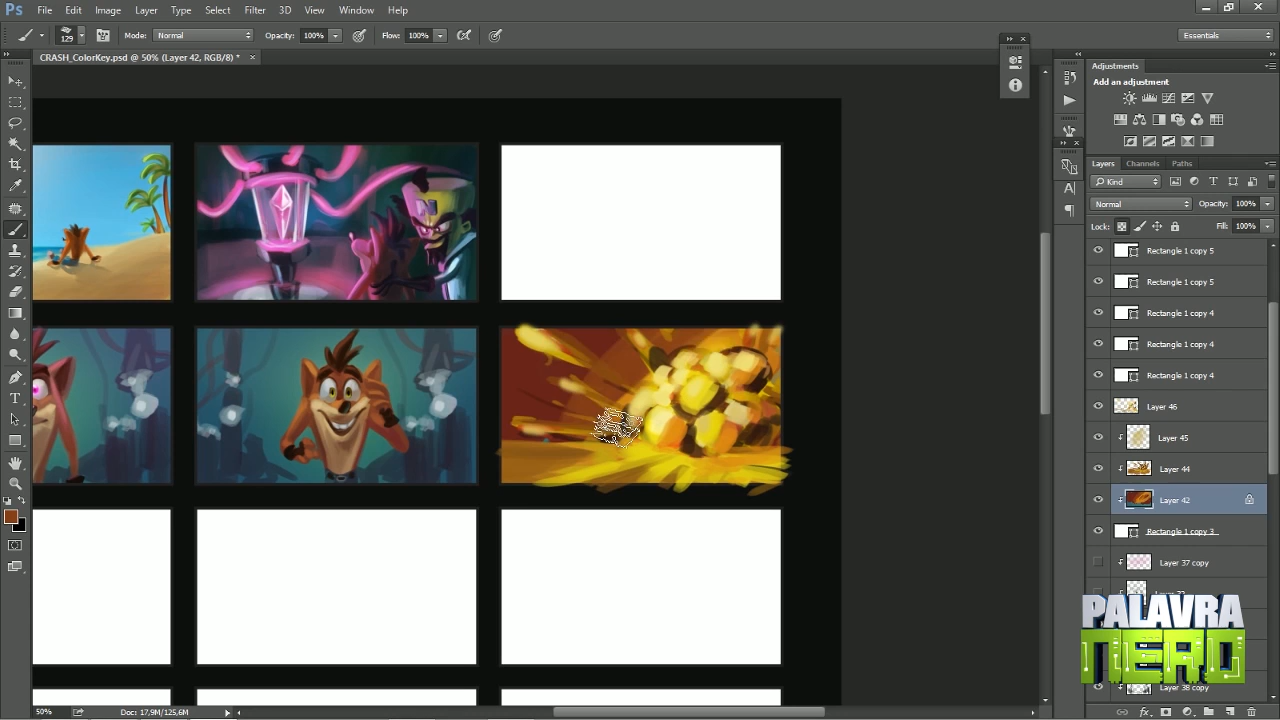 Ps File Edit Image Layer Type Select Filter 3D View Window Help
129 Mode: Normal Opacity: 100% Flow: 100% Essentials
CRASH_ColorKey.psd @ 50% (Layer 42, RGB/8) * ×
Adjustments
Add an adjustment
Layers Channels Paths
Kind
Normal Opacity: 100%
Lock: Fill: 100%
Rectangle 1 copy 5
Rectangle 1 copy 5
Rectangle 1 copy 4
Rectangle 1 copy 4
Rectangle 1 copy 4
Layer 46
Layer 45
Layer 44
Layer 42
Rectangle 1 copy 3
Layer 37 copy
PALAVRA
NERD
Layer 38 copy
50% Doc: 17,9M/125,6M